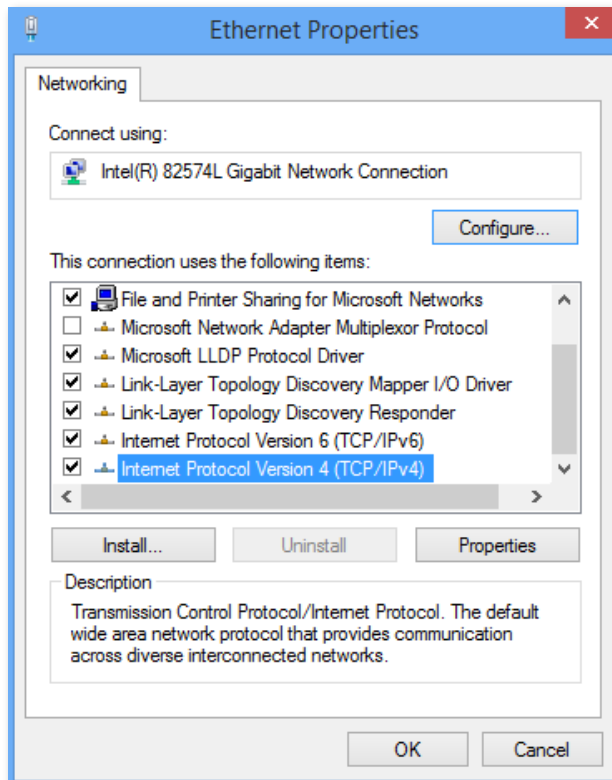 Ethernet Properties
Networking
Connect using:
Intel(R) 82574L Gigabit Network Connection
Configure...
This connection uses the following items:
File and Printer Sharing for Microsoft Networks
Microsoft Network Adapter Multiplexor Protocol
Microsoft LLDP Protocol Driver
Link-Layer Topology Discovery Mapper I/O Driver
Link-Layer Topology Discovery Responder
Internet Protocol Version 6 (TCP/IPv6)
Internet Protocol Version 4 (TCP/IPv4)
Install... Uninstall Properties
Description
Transmission Control Protocol/Internet Protocol. The default
wide area network protocol that provides communication
across diverse interconnected networks.
OK Cancel